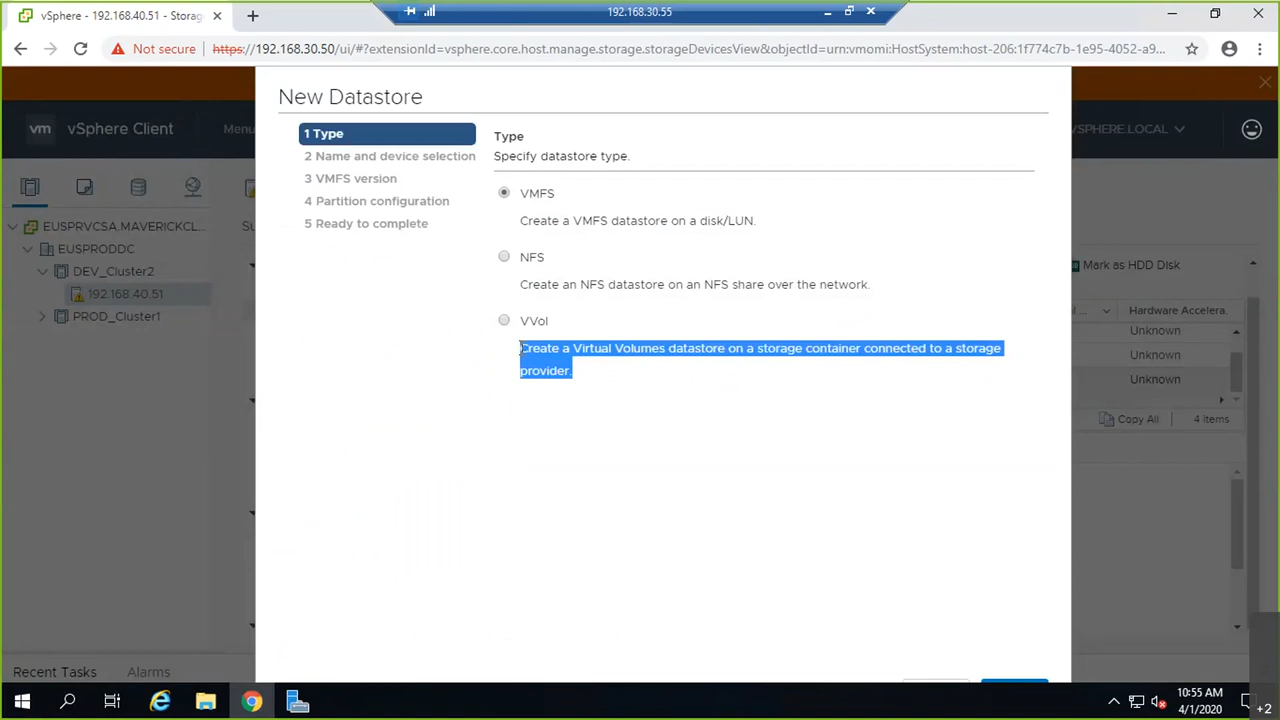 vSphere - 192.168.40.51 - Storag
192.168.30.55
Not secure
https://192.168.30.50/ui/#?extensionId=vsphere.core.host.manage.storage.storageDevicesView&objectId=urn:vmomi:HostSystem:host-206:1f774c7b-1e95-4052-a9...
vm vSphere Client
Menu
VSPHERE.LOCAL
New Datastore
1 Type
2 Name and device selection
3 VMFS version
4 Partition configuration
5 Ready to complete
Type
Specify datastore type.
VMFS
Create a VMFS datastore on a disk/LUN.
NFS
Create an NFS datastore on an NFS share over the network.
VVol
Create a Virtual Volumes datastore on a storage container connected to a storage
provider.
EUSPRVCSA.MAVERICKCL...
EUSPRODDC
DEV_Cluster2
192.168.40.51
PROD_Cluster1
Mark as HDD Disk
Hardware Accelera.
Unknown
Unknown
Unknown
Copy All
4 items
Recent Tasks
Alarms
10:55 AM
4/1/2020
+2